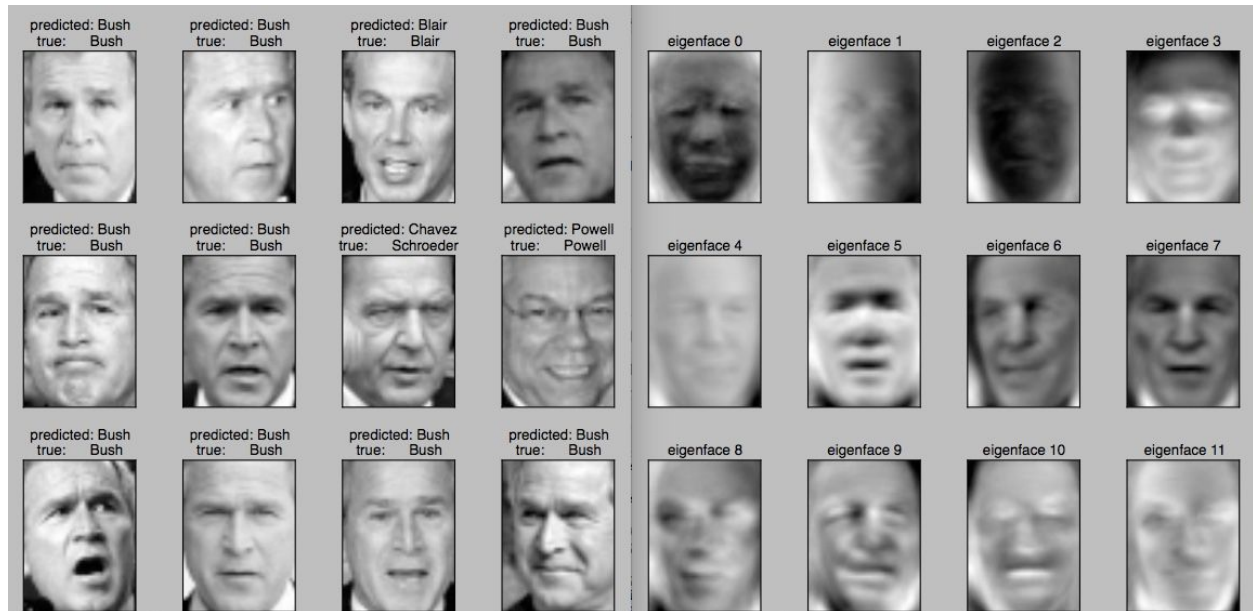 predicted: Bush
true: Bush
predicted: Bush
true: Bush
predicted: Blair
true: Blair
predicted: Bush
true: Bush
eigenface 0
eigenface 1
eigenface 2
eigenface 3
predicted: Bush
true: Bush
predicted: Bush
true: Bush
predicted: Chavez
true: Schroeder
predicted: Powell
true: Powell
eigenface 4
eigenface 5
eigenface 6
eigenface 7
predicted: Bush
true: Bush
predicted: Bush
true: Bush
predicted: Bush
true: Bush
predicted: Bush
true: Bush
eigenface 8
eigenface 9
eigenface 10
eigenface 11